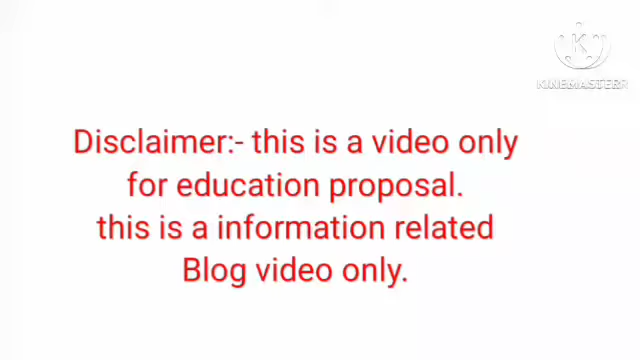 KINEMASTER
Disclaimer:- this is a video only
for education proposal.
this is a information related
Blog video only.